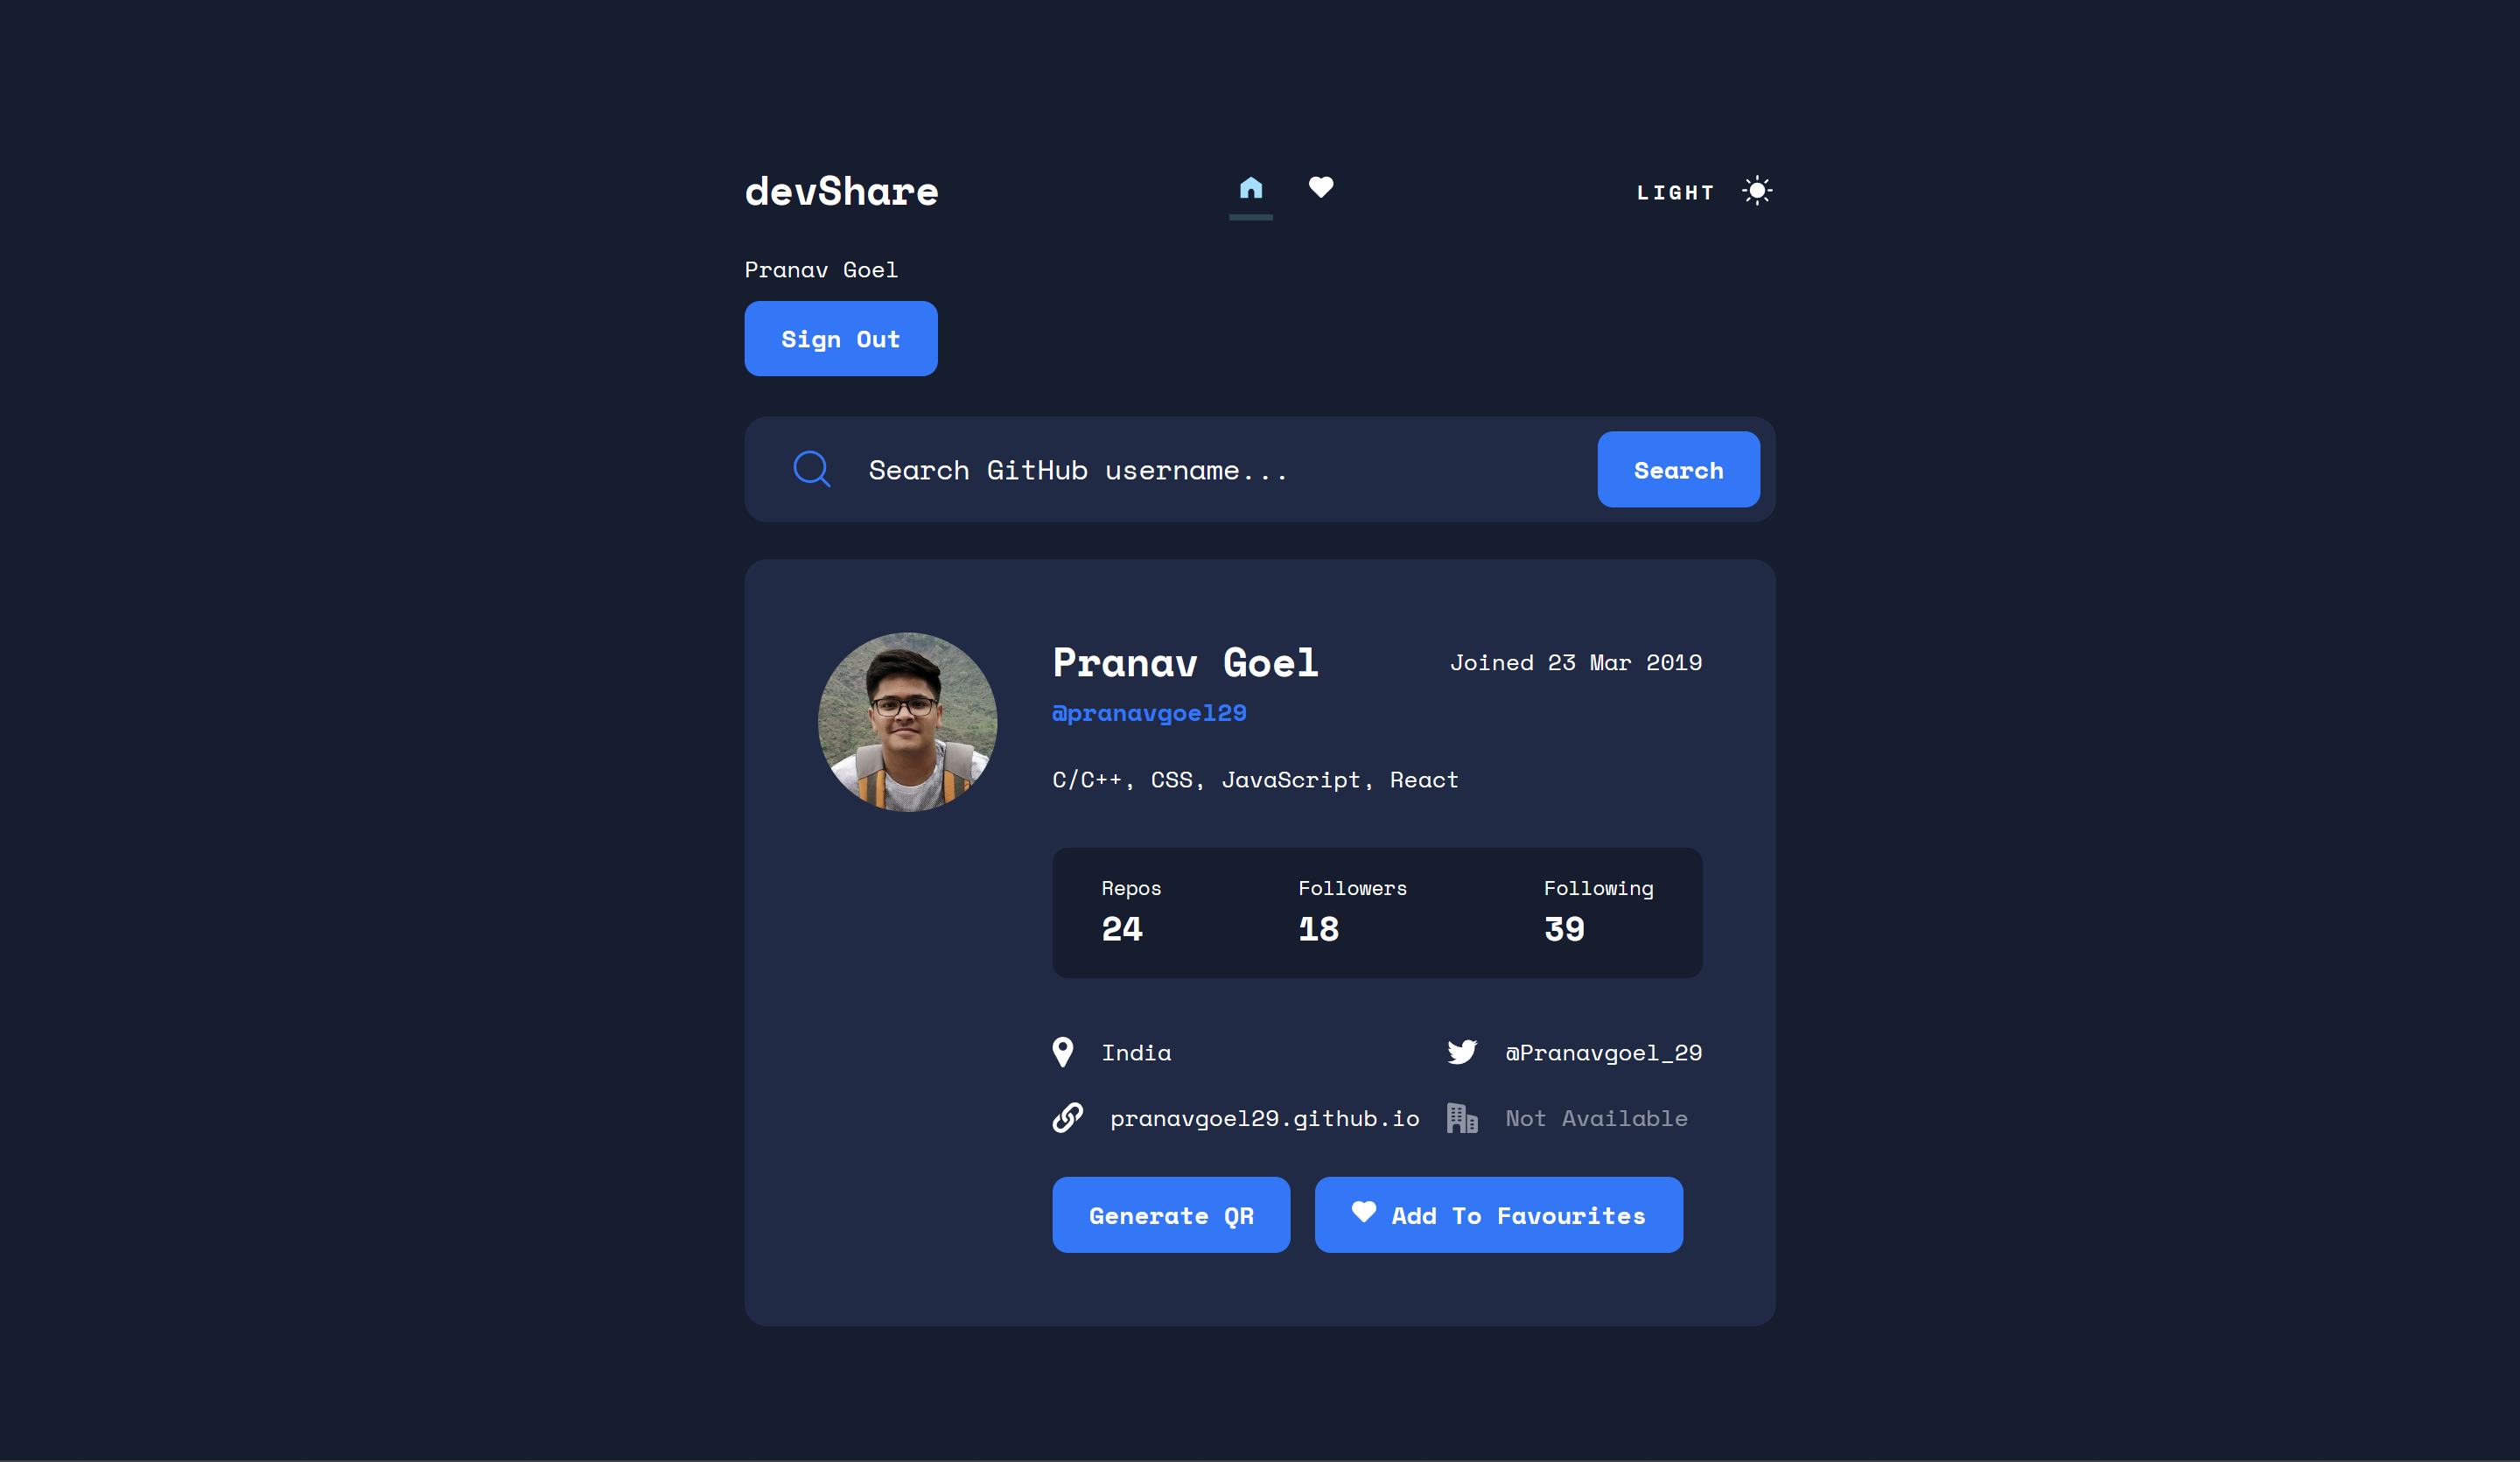 devShare
LIGHT
Pranav Goel
Sign Out
Search GitHub username...
Search
Pranav Goel
Joined 23 Mar 2019
@pranavgoel29
C/C++, CSS, JavaScript, React
Repos Followers Following
24 18 39
India
@Pranavgoel_29
pranavgoel29.github.io
Not Available
Generate QR
Add To Favourites